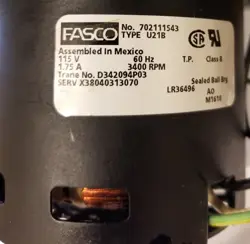 FASCO
No. 702111543
TYPE U21B
Assembled In Mexico
115 V 60 Hz T.P. Class B
1.75 A 3400 RPM
Trane No. D342094P03 Sealed Ball Brg
SERV X38040313070 LR36496 AO
M1610